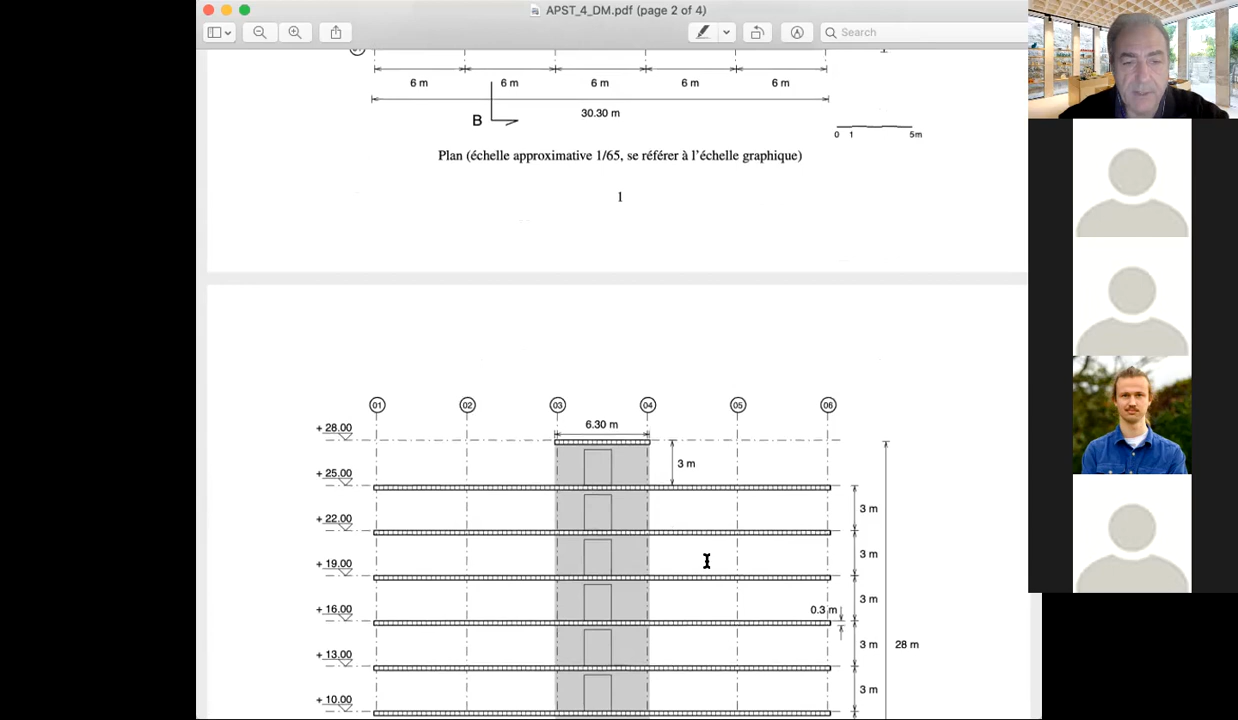 APST_4_DM.pdf (page 2 of 4)
Search
6 m 6 m 6 m 6 m 6 m
30.30 m
B
0 1 5m
Plan (échelle approximative 1/65, se référer à l'échelle graphique)
1
01 02 03 04 05 06
+ 28.00
6.30 m
3 m
+ 25.00
3 m
+ 22.00
3 m
+ 19.00
3 m
+ 16.00
0.3 m
3 m
28 m
+ 13.00
3 m
+ 10.00